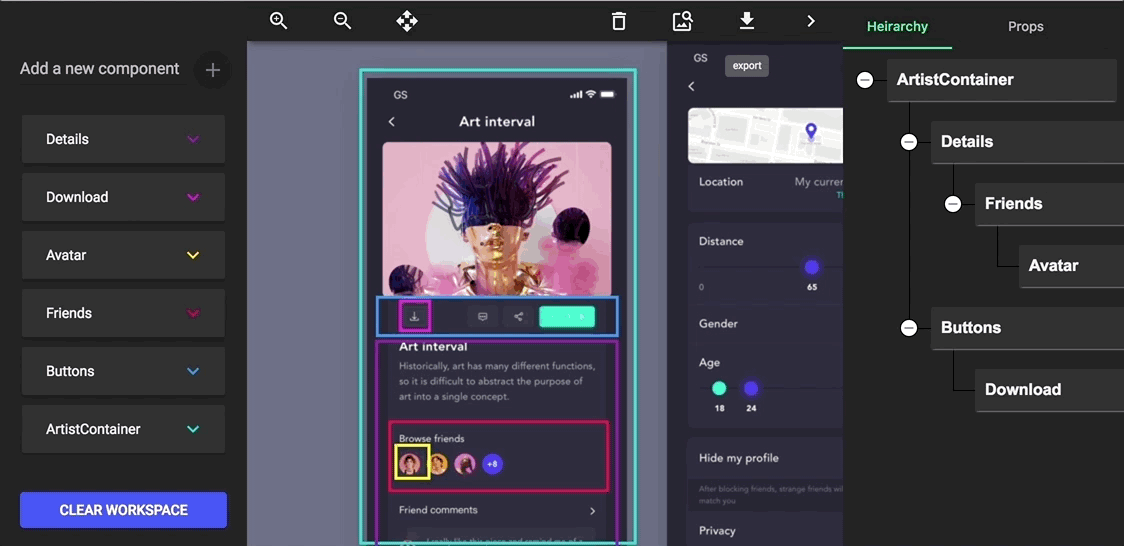 Add a new component
Details
Download
Avatar
Friends
Buttons
ArtistContainer
CLEAR WORKSPACE
GS
Art interval
Art interval
Historically, art has many different functions,
so it is difficult to abstract the purpose of
art into a single concept.
Browse friends
+8
Friend comments
GS
export
Location
My curren
Distance
0
65
Gender
Age
18
24
Hide my profile
After blocking friends, strange friends will
match you
Privacy
Heirarchy
Props
ArtistContainer
Details
Friends
Avatar
Buttons
Download